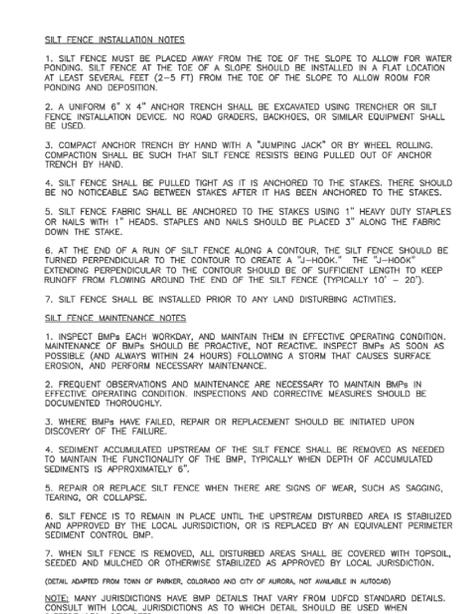 SILT FENCE INSTALLATION NOTES
1. SILT FENCE MUST BE PLACED AWAY FROM THE TOE OF THE SLOPE TO ALLOW FOR WATER
PONDING. SILT FENCE AT THE TOE OF A SLOPE SHOULD BE INSTALLED IN A FLAT LOCATION
AT LEAST SEVERAL FEET (2-5 FT) FROM THE TOE OF THE SLOPE TO ALLOW ROOM FOR
PONDING AND DEPOSITION.
2. A UNIFORM 6" X 4" ANCHOR TRENCH SHALL BE EXCAVATED USING TRENCHER OR SILT
FENCE INSTALLATION DEVICE. NO ROAD GRADERS, BACKHOES, OR SIMILAR EQUIPMENT SHALL
BE USED.
3. COMPACT ANCHOR TRENCH BY HAND WITH A "JUMPING JACK" OR BY WHEEL ROLLING.
COMPACTION SHALL BE SUCH THAT SILT FENCE RESISTS BEING PULLED OUT OF ANCHOR
TRENCH BY HAND.
4. SILT FENCE SHALL BE PULLED TIGHT AS IT IS ANCHORED TO THE STAKES. THERE SHOULD
BE NO NOTICEABLE SAG BETWEEN STAKES AFTER IT HAS BEEN ANCHORED TO THE STAKES.
5. SILT FENCE FABRIC SHALL BE ANCHORED TO THE STAKES USING 1" HEAVY DUTY STAPLES
OR NAILS WITH 1" HEADS. STAPLES AND NAILS SHOULD BE PLACED 3" ALONG THE FABRIC
DOWN THE STAKE.
6. AT THE END OF A RUN OF SILT FENCE ALONG A CONTOUR, THE SILT FENCE SHOULD BE
TURNED PERPENDICULAR TO THE CONTOUR TO CREATE A "J-HOOK." THE "J-HOOK"
EXTENDING PERPENDICULAR TO THE CONTOUR SHOULD BE OF SUFFICIENT LENGTH TO KEEP
RUNOFF FROM FLOWING AROUND THE END OF THE SILT FENCE (TYPICALLY 10' - 20').
7. SILT FENCE SHALL BE INSTALLED PRIOR TO ANY LAND DISTURBING ACTIVITIES.
SILT FENCE MAINTENANCE NOTES
1. INSPECT BMPs EACH WORKDAY, AND MAINTAIN THEM IN EFFECTIVE OPERATING CONDITION.
MAINTENANCE OF BMPs SHOULD BE PROACTIVE, NOT REACTIVE. INSPECT BMPs AS SOON AS
POSSIBLE (AND ALWAYS WITHIN 24 HOURS) FOLLOWING A STORM THAT CAUSES SURFACE
EROSION, AND PERFORM NECESSARY MAINTENANCE.
2. FREQUENT OBSERVATIONS AND MAINTENANCE ARE NECESSARY TO MAINTAIN BMPs IN
EFFECTIVE OPERATING CONDITION. INSPECTIONS AND CORRECTIVE MEASURES SHOULD BE
DOCUMENTED THOROUGHLY.
3. WHERE BMPs HAVE FAILED, REPAIR OR REPLACEMENT SHOULD BE INITIATED UPON
DISCOVERY OF THE FAILURE.
4. SEDIMENT ACCUMULATED UPSTREAM OF THE SILT FENCE SHALL BE REMOVED AS NEEDED
TO MAINTAIN THE FUNCTIONALITY OF THE BMP, TYPICALLY WHEN DEPTH OF ACCUMULATED
SEDIMENTS IS APPROXIMATELY 6".
5. REPAIR OR REPLACE SILT FENCE WHEN THERE ARE SIGNS OF WEAR, SUCH AS SAGGING,
TEARING, OR COLLAPSE.
6. SILT FENCE IS TO REMAIN IN PLACE UNTIL THE UPSTREAM DISTURBED AREA IS STABILIZED
AND APPROVED BY THE LOCAL JURISDICTION, OR IS REPLACED BY AN EQUIVALENT PERIMETER
SEDIMENT CONTROL BMP.
7. WHEN SILT FENCE IS REMOVED, ALL DISTURBED AREAS SHALL BE COVERED WITH TOPSOIL,
SEEDED AND MULCHED OR OTHERWISE STABILIZED AS APPROVED BY LOCAL JURISDICTION.
(DETAIL ADAPTED FROM TOWN OF PARKER, COLORADO AND CITY OF AURORA, NOT AVAILABLE IN AUTOCAD)
NOTE: MANY JURISDICTIONS HAVE BMP DETAILS THAT VARY FROM UDFCD STANDARD DETAILS.
CONSULT WITH LOCAL JURISDICTIONS AS TO WHICH DETAIL SHOULD BE USED WHEN